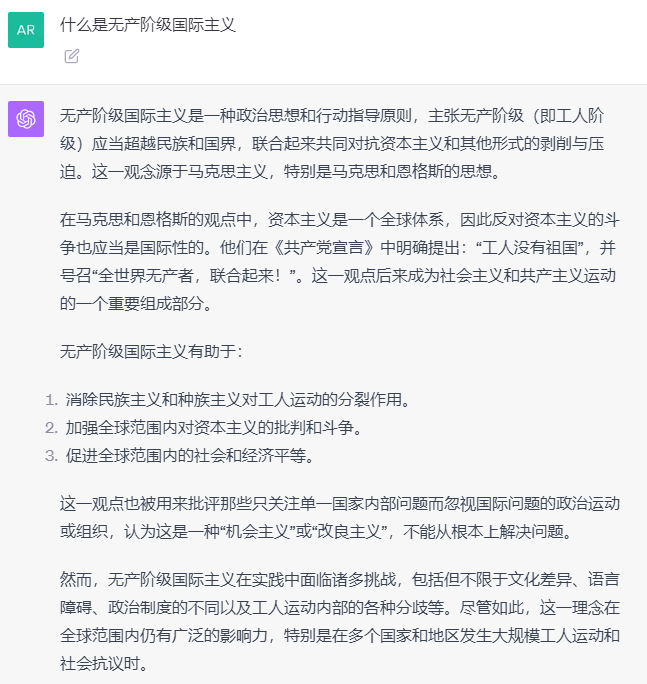 AR
什么是无产阶级国际主义
无产阶级国际主义是一种政治思想和行动指导原则，主张无产阶级（即工人阶
级）应当超越民族和国界，联合起来共同对抗资本主义和其他形式的剥削与压
迫。这一观念源于马克思主义，特别是马克思和恩格斯的思想。
在马克思和恩格斯的观点中，资本主义是一个全球体系，因此反对资本主义的斗
争也应当是国际性的。他们在《共产党宣言》中明确提出：“工人没有祖国”，并
号召“全世界无产者，联合起来！”。这一观点后来成为社会主义和共产主义运动
的一个重要组成部分。
无产阶级国际主义有助于：
1. 消除民族主义和种族主义对工人运动的分裂作用。
2. 加强全球范围内对资本主义的批判和斗争。
3. 促进全球范围内的社会和经济平等。
这一观点也被用来批评那些只关注单一国家内部问题而忽视国际问题的政治运动
或组织，认为这是一种“机会主义”或“改良主义”，不能从根本上解决问题。
然而，无产阶级国际主义在实践中面临诸多挑战，包括但不限于文化差异、语言
障碍、政治制度的不同以及工人运动内部的各种分歧等。尽管如此，这一理念在
全球范围内仍有广泛的影响力，特别是在多个国家和地区发生大规模工人运动和
社会抗议时。